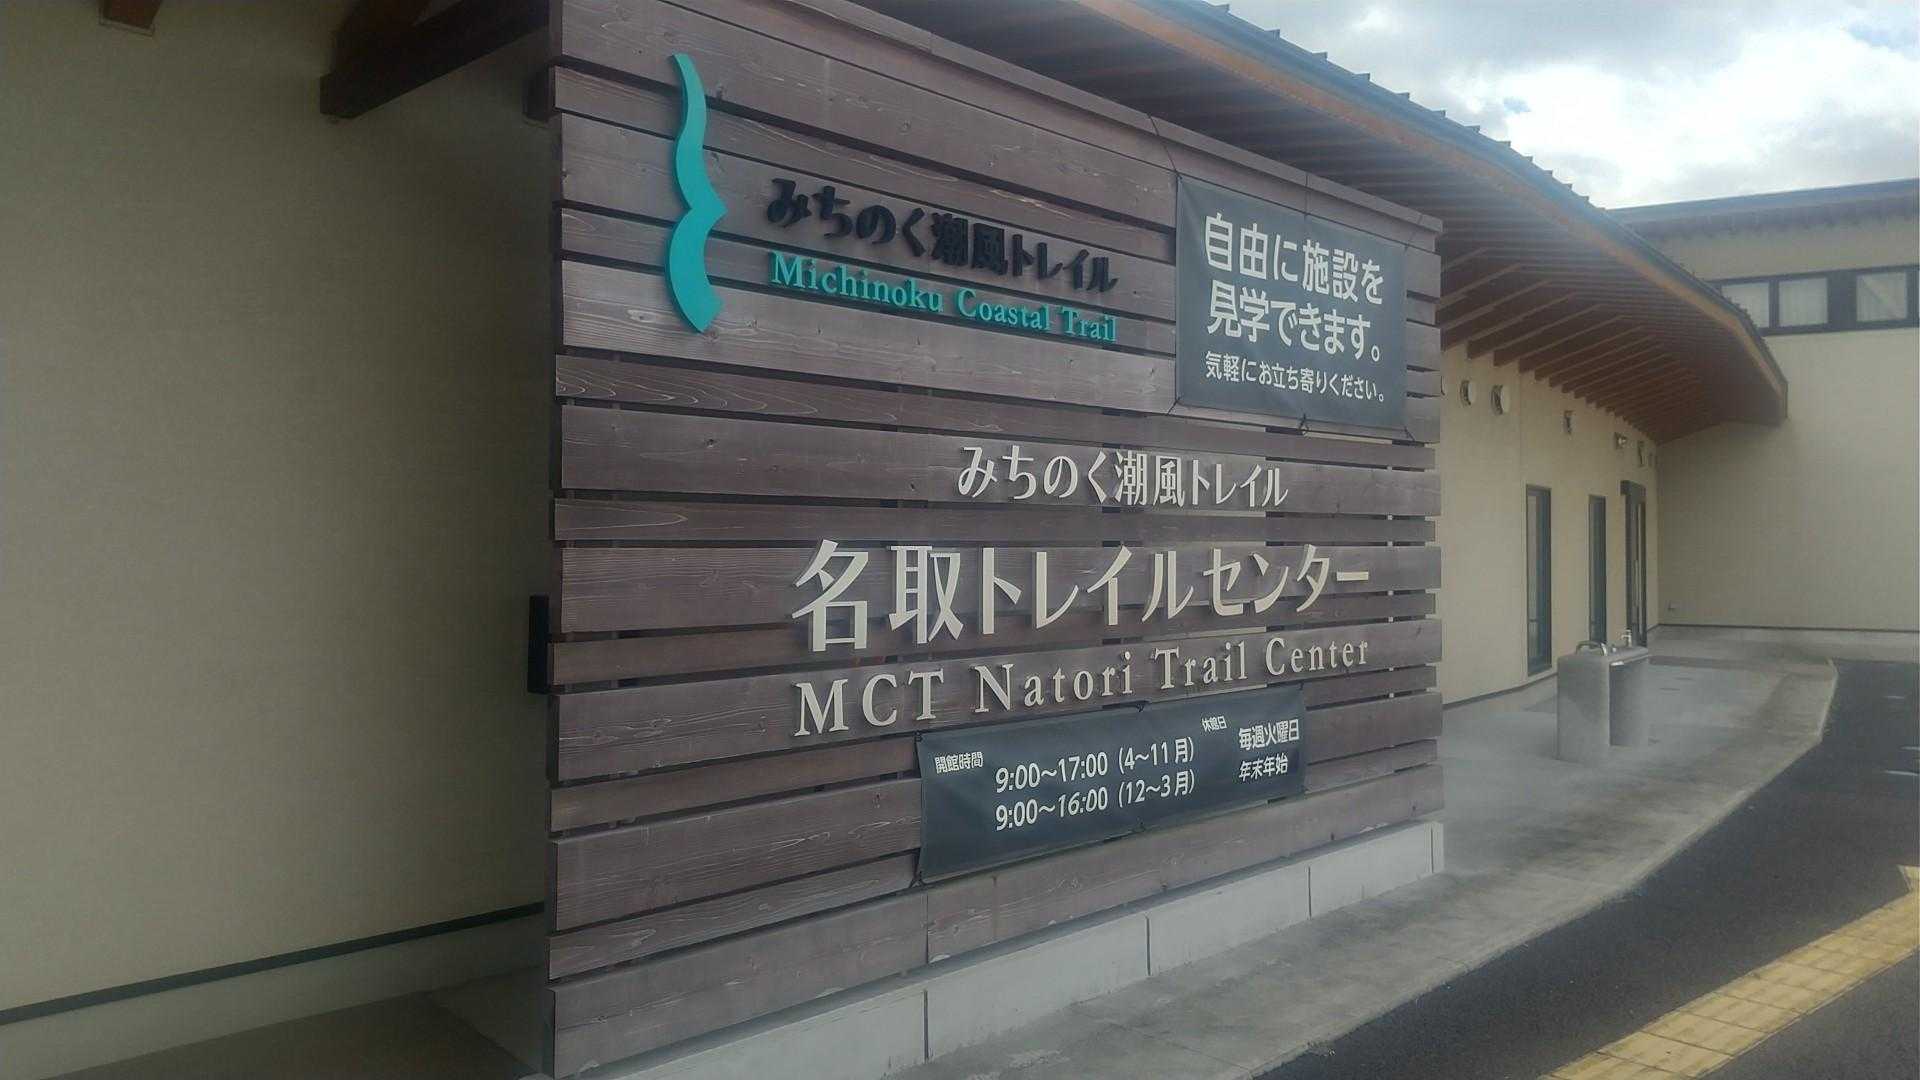 みちのく潮風トレイル
Michinoku Coastal Trail
自由に施設を
見学できます。
気軽にお立ち寄りください。
みちのく潮風トレイル
名取トレイルセンター
MCT Natori Trail Center
開館時間
9:00～17:00 (4～11月)
9:00～16:00 (12～3月)
休館日
毎週火曜日
年末年始